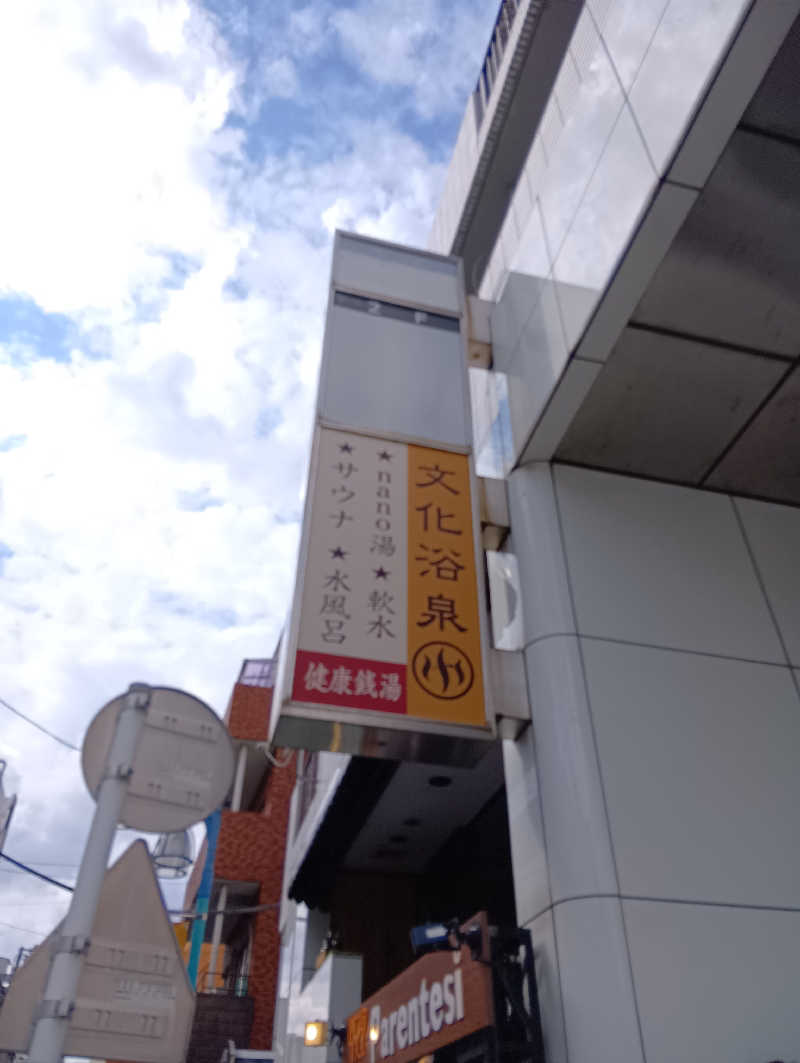 2 F
文化浴泉
★nano湯★軟水
★サウナ★水風呂
健康銭湯
Parentesi